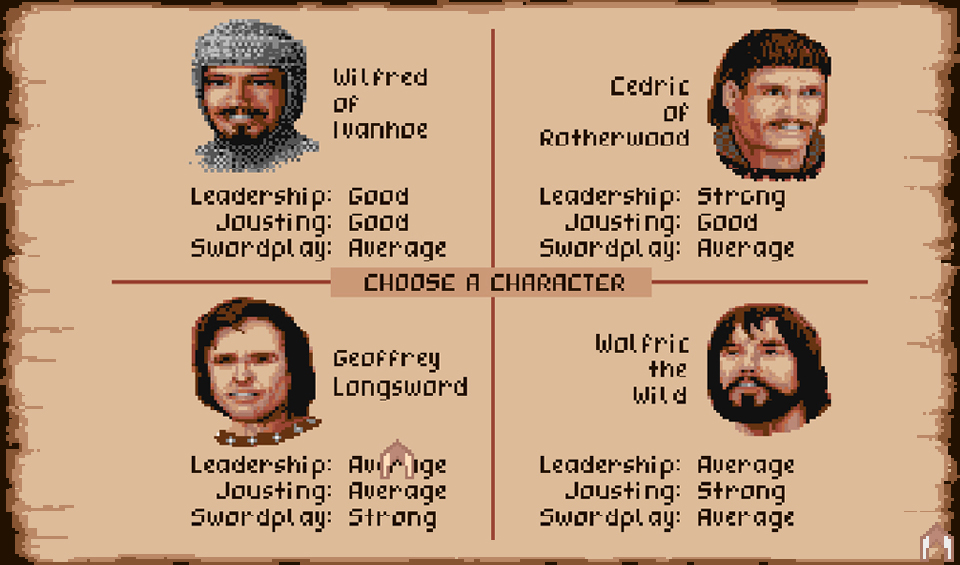 Wilfred
of
Ivanhoe
Leadership: Good
Jousting: Good
Swordplay: Average
Cedric
of
Rotherwood
Leadership: Strong
Jousting: Good
Swordplay: Average
CHOOSE A CHARACTER
Geoffrey
Longsword
Leadership: Average
Jousting: Average
Swordplay: Strong
Wolfric
the
Wild
Leadership: Average
Jousting: Strong
Swordplay: Average